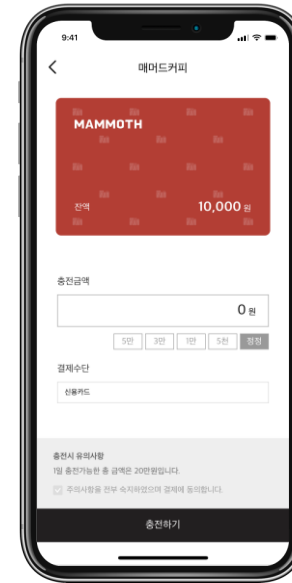 9:41
매머드커피
MAMMOTH
잔액 10,000 원
충전금액
0 원
5만 3만 1만 5천 정정
결제수단
신용카드
충전시 유의사항
1일 충전가능한 총 금액은 20만원입니다.
주의사항을 전부 숙지하였으며 결제에 동의합니다.
충전하기